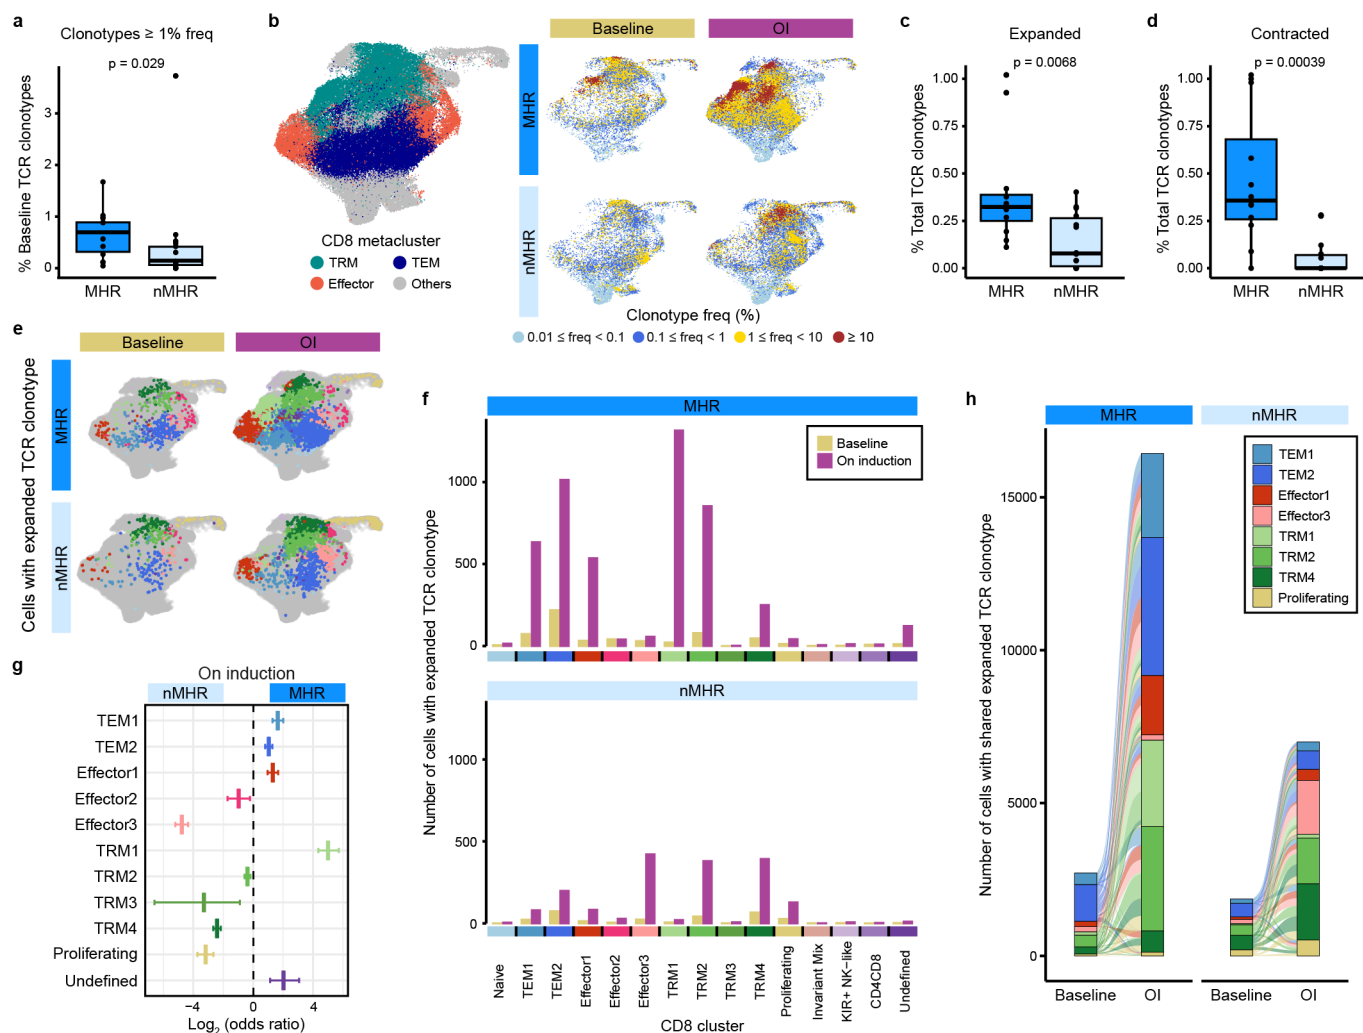 a
Clonotypes ≥ 1% freq
p = 0.029
% Baseline TCR clonotypes
3
2
1
0
MHR
nMHR
b
CD8 metacluster
TRM
TEM
Effector
Others
Baseline
OI
MHR
nMHR
Clonotype freq (%)
0.01 ≤ freq < 0.1
0.1 ≤ freq < 1
1 ≤ freq < 10
≥ 10
c
Expanded
p = 0.0068
% Total TCR clonotypes
1.00
0.75
0.50
0.25
0.00
MHR
nMHR
d
Contracted
p = 0.00039
% Total TCR clonotypes
1.00
0.75
0.50
0.25
0.00
MHR
nMHR
e
Baseline
OI
Cells with expanded TCR clonotype
MHR
nMHR
f
MHR
Baseline
On induction
Number of cells with expanded TCR clonotype
1000
500
0
nMHR
1000
500
0
Naive
TEM1
TEM2
Effector1
Effector2
Effector3
TRM1
TRM2
TRM3
TRM4
Proliferating
Invariant Mix
KIR+ NK−like
CD4CD8
Undefined
CD8 cluster
g
On induction
nMHR
MHR
TEM1
TEM2
Effector1
Effector2
Effector3
TRM1
TRM2
TRM3
TRM4
Proliferating
Undefined
−4
0
4
Log₂ (odds ratio)
h
MHR
nMHR
Number of cells with shared expanded TCR clonotype
15000
10000
5000
0
TEM1
TEM2
Effector1
Effector3
TRM1
TRM2
TRM4
Proliferating
Baseline
OI
Baseline
OI